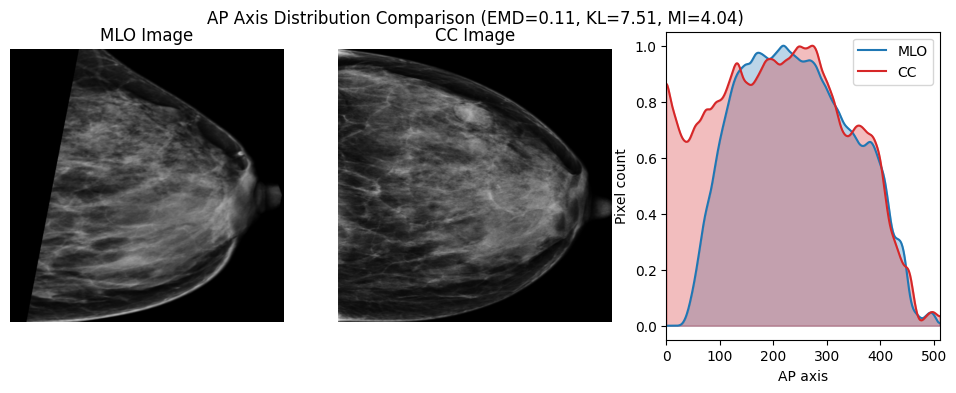 AP Axis Distribution Comparison (EMD=0.11, KL=7.51, MI=4.04)
MLO Image
CC Image
MLO
CC
Pixel count
1.0
0.8
0.6
0.4
0.2
0.0
0 100 200 300 400 500
AP axis